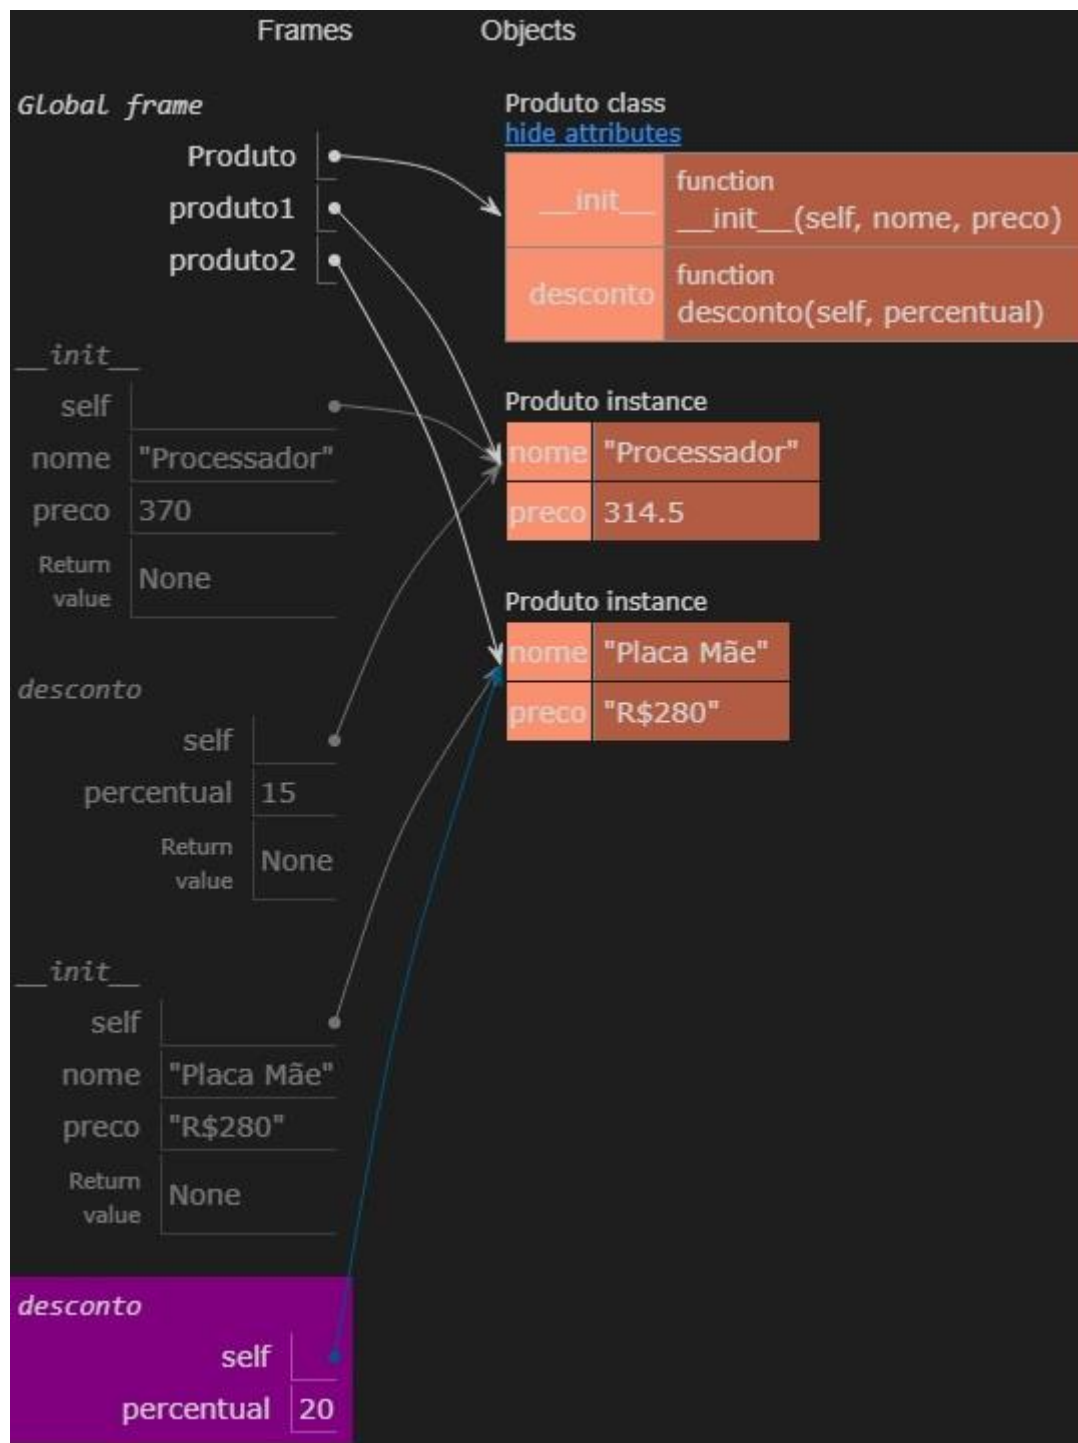 Frames Objects
Global frame
Produto
produto1
produto2
Produto class
hide attributes
__init__ function
__init__(self, nome, preco)
desconto function
desconto(self, percentual)
__init__
self
nome "Processador"
preco 370
Return
value None
Produto instance
nome "Processador"
preco 314.5
Produto instance
nome "Placa Mãe"
preco "R$280"
desconto
self
percentual 15
Return
value None
__init__
self
nome "Placa Mãe"
preco "R$280"
Return
value None
desconto
self
percentual 20